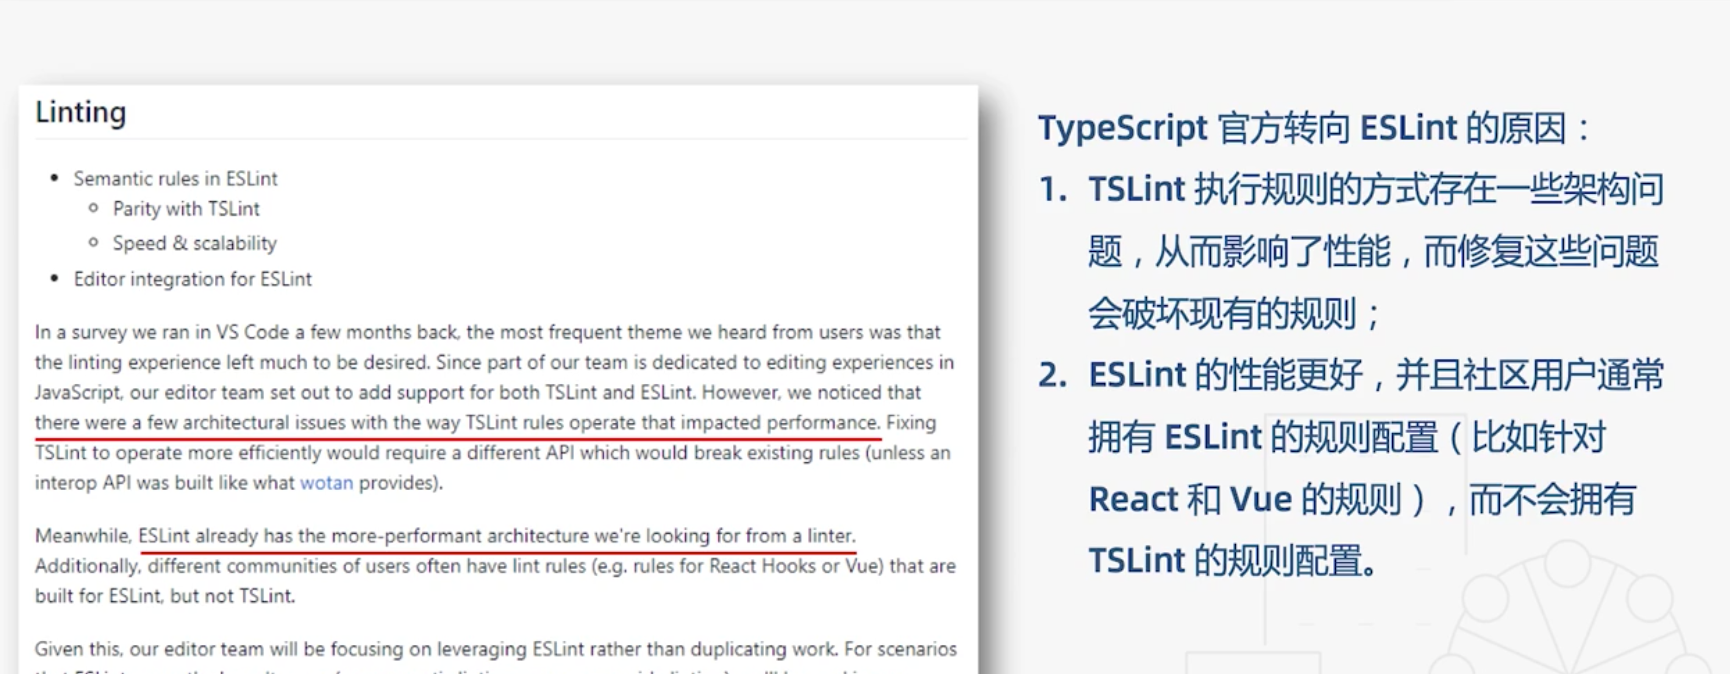 Linting
Semantic rules in ESLint
Parity with TSLint
Speed & scalability
Editor integration for ESLint
In a survey we ran in VS Code a few months back, the most frequent theme we heard from users was that
the linting experience left much to be desired. Since part of our team is dedicated to editing experiences in
JavaScript, our editor team set out to add support for both TSLint and ESLint. However, we noticed that
there were a few architectural issues with the way TSLint rules operate that impacted performance. Fixing
TSLint to operate more efficiently would require a different API which would break existing rules (unless an
interop API was built like what wotan provides).
Meanwhile, ESLint already has the more-performant architecture we're looking for from a linter.
Additionally, different communities of users often have lint rules (e.g. rules for React Hooks or Vue) that are
built for ESLint, but not TSLint.
Given this, our editor team will be focusing on leveraging ESLint rather than duplicating work. For scenarios
TypeScript 官方转向 ESLint 的原因：
1. TSLint 执行规则的方式存在一些架构问
题，从而影响了性能，而修复这些问题
会破坏现有的规则；
2. ESLint 的性能更好，并且社区用户通常
拥有 ESLint 的规则配置（比如针对
React 和 Vue 的规则），而不会拥有
TSLint 的规则配置。